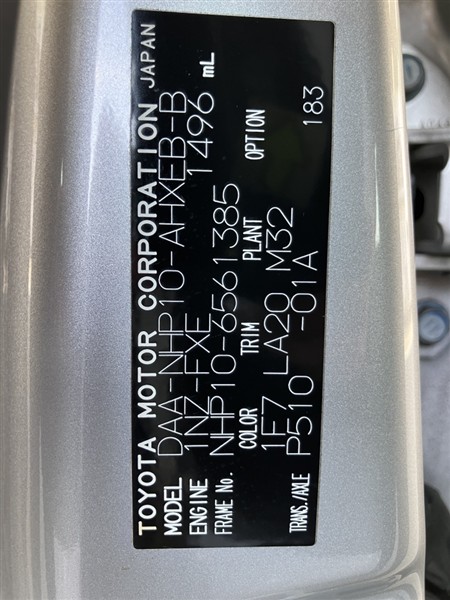 TOYOTA MOTOR CORPORATION JAPAN
MODEL DAA-NHP10-AHXEB-B
ENGINE 1NZ-FXE 1496 mL
FRAME No. NHP10-6561385
COLOR TRIM PLANT OPTION
1F7 LA20 M32
TRANS./AXLE P510 -01A 183